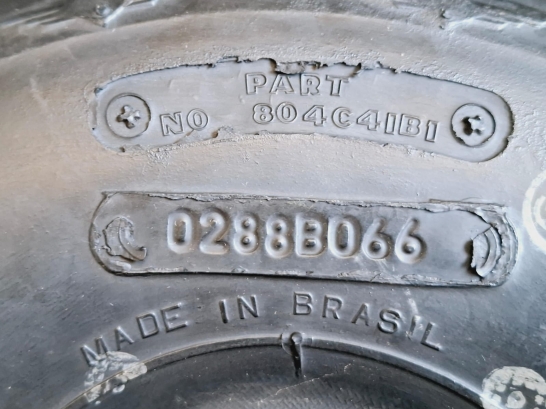 PART
NO 804C41B1
0288B066
MADE IN BRASIL